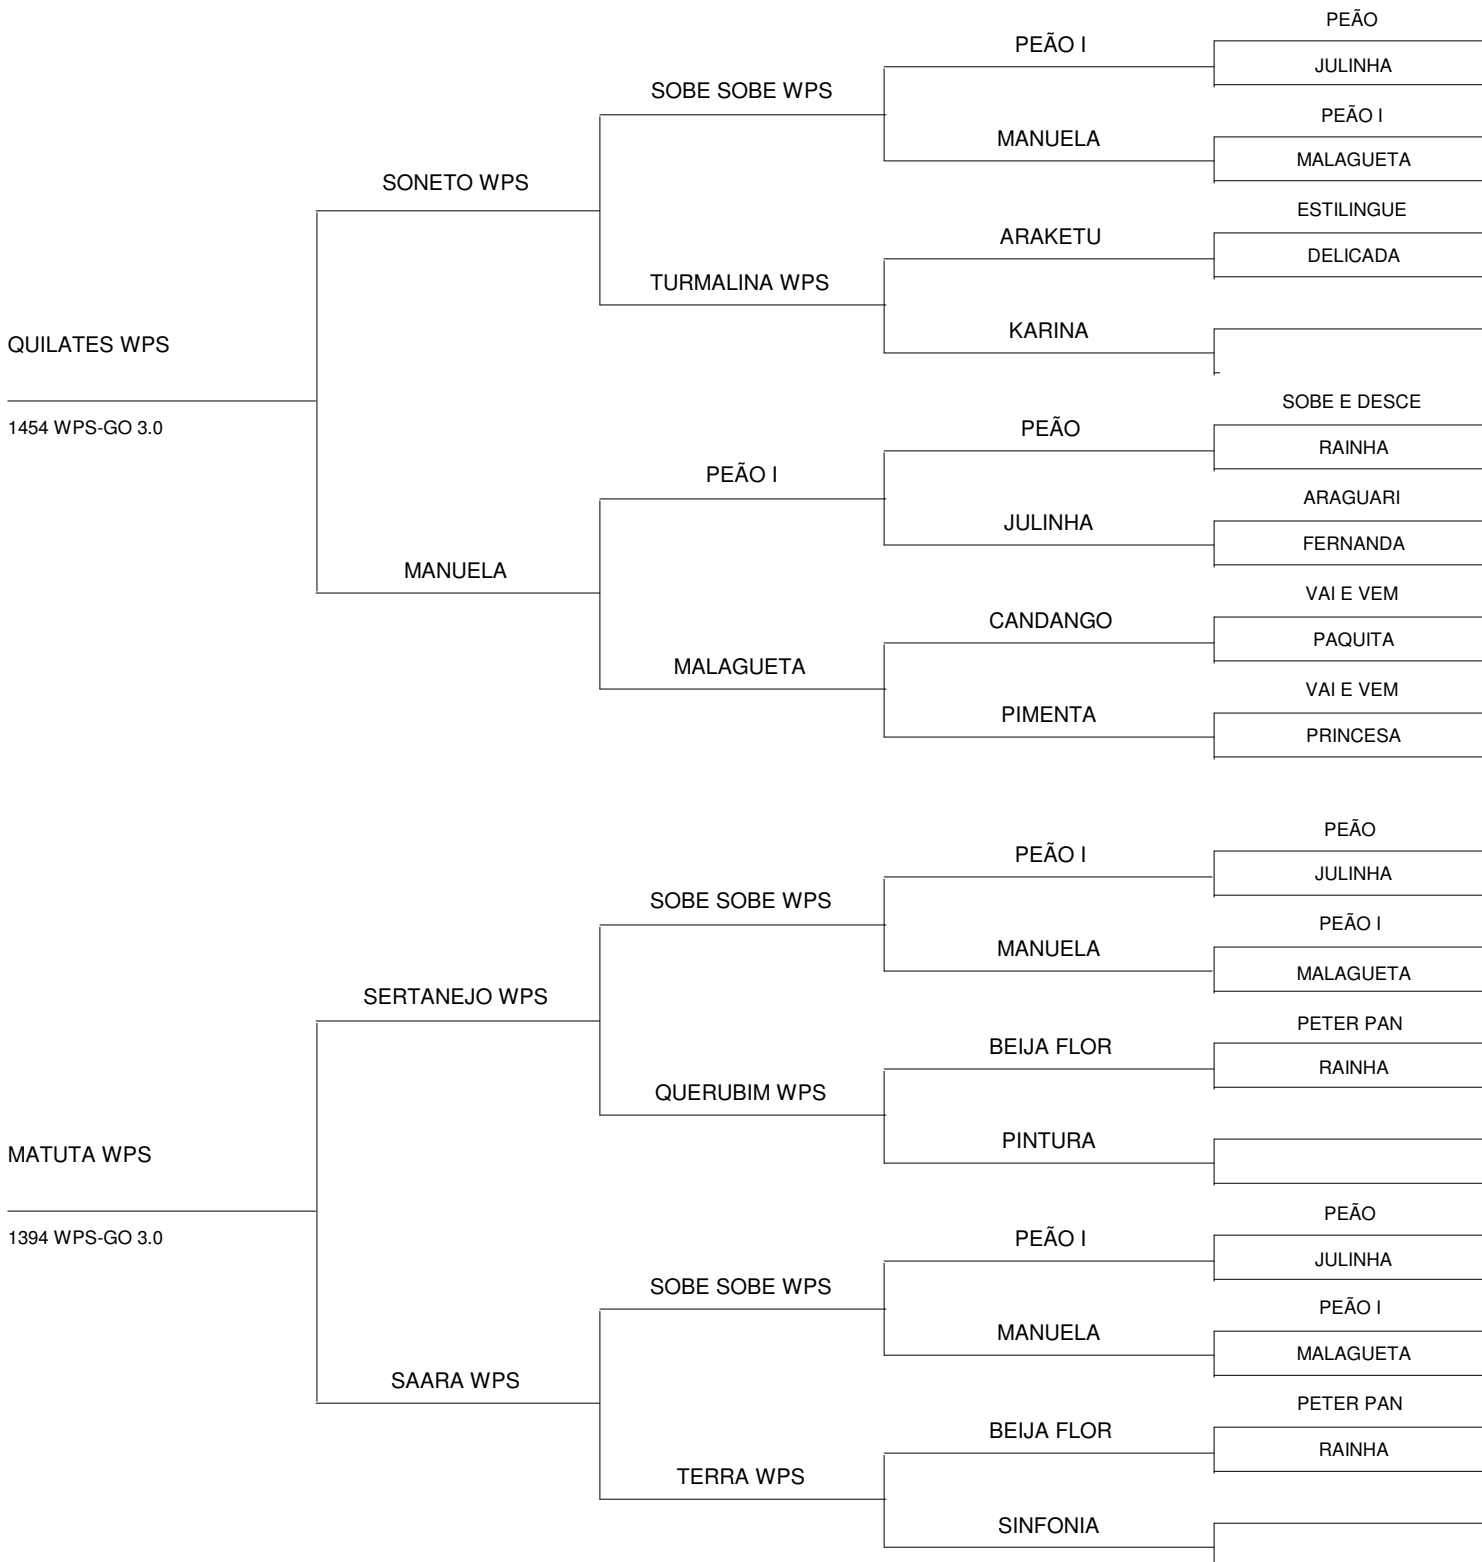 PEÃO
PEÃO I
JULINHA
SOBE SOBE WPS
PEÃO I
MANUELA
MALAGUETA
SONETO WPS
ESTILINGUE
ARAKETU
DELICADA
TURMALINA WPS
KARINA
QUILATES WPS
1454 WPS-GO 3.0
SOBE E DESCE
PEÃO
RAINHA
PEÃO I
ARAGUARI
JULINHA
FERNANDA
MANUELA
VAI E VEM
CANDANGO
PAQUITA
MALAGUETA
VAI E VEM
PIMENTA
PRINCESA
PEÃO
PEÃO I
JULINHA
SOBE SOBE WPS
PEÃO I
MANUELA
MALAGUETA
SERTANEJO WPS
PETER PAN
BEIJA FLOR
RAINHA
QUERUBIM WPS
PINTURA
MATUTA WPS
1394 WPS-GO 3.0
PEÃO
PEÃO I
JULINHA
SOBE SOBE WPS
PEÃO I
MANUELA
MALAGUETA
SAARA WPS
PETER PAN
BEIJA FLOR
RAINHA
TERRA WPS
SINFONIA